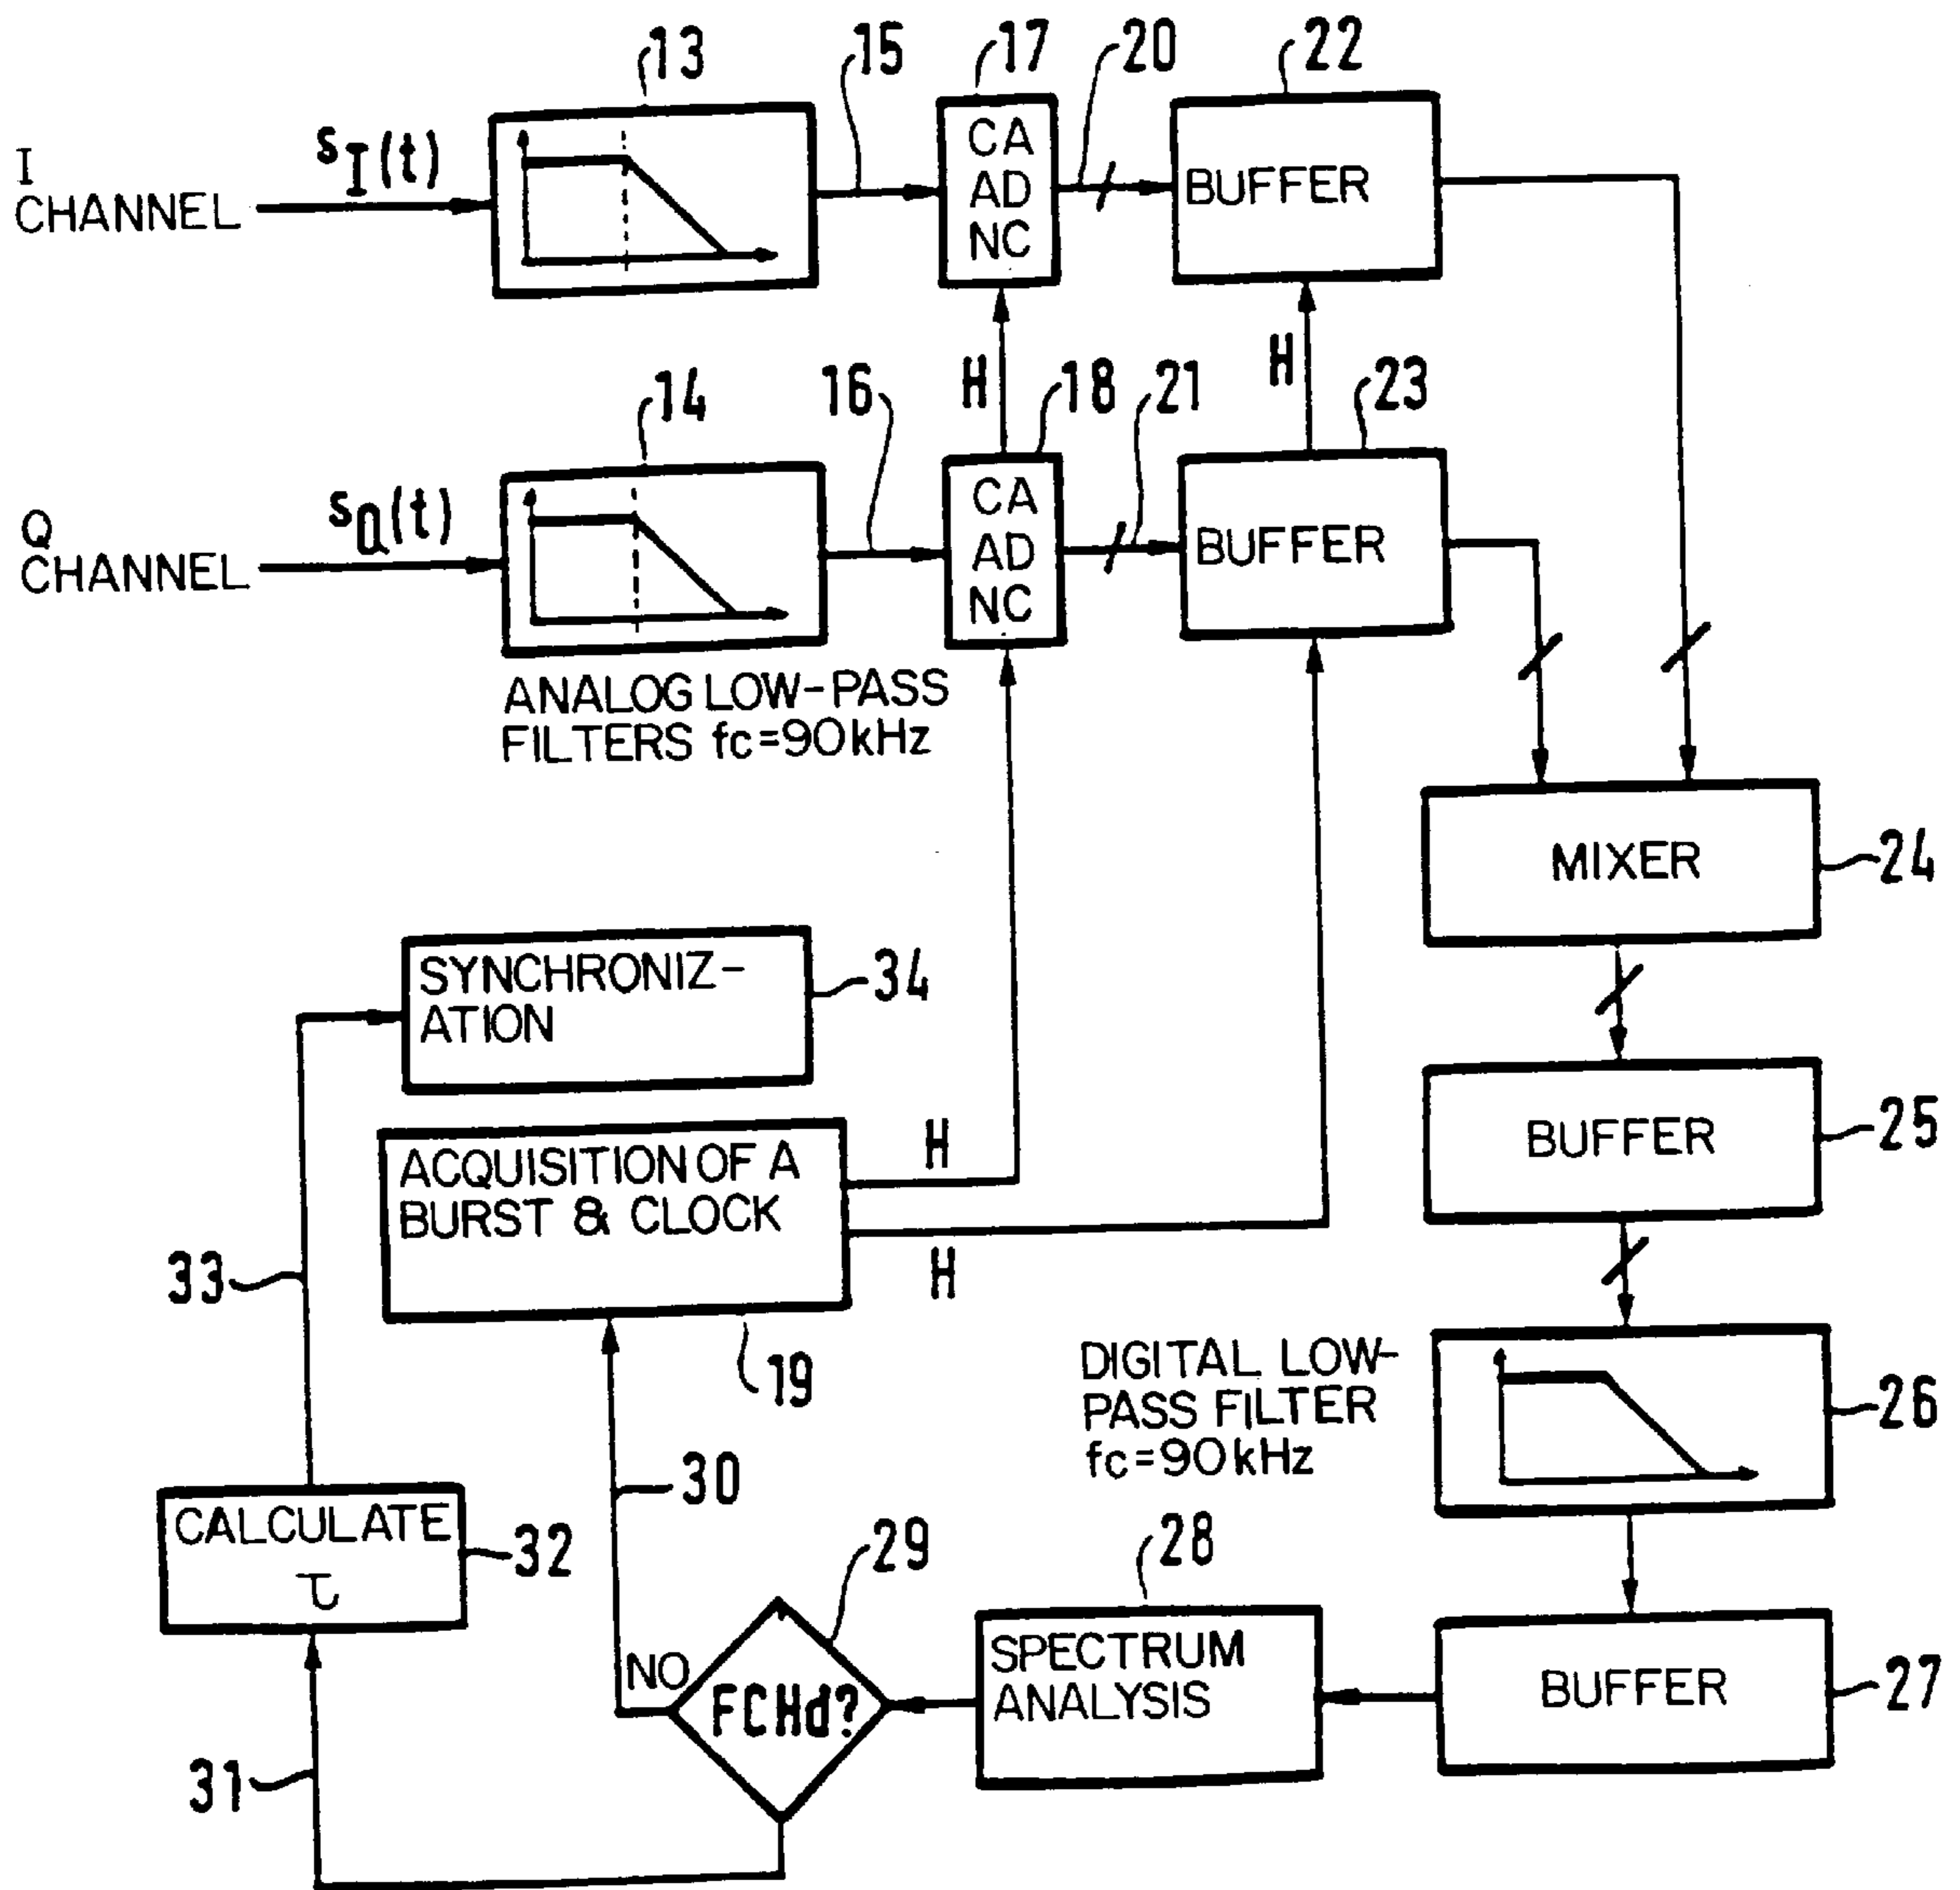 13
15
17
20
22
I
CHANNEL
sI(t)
CA
AD
NC
BUFFER
H
H
14
16
18
21
23
Q
CHANNEL
sQ(t)
CA
AD
NC
BUFFER
ANALOG LOW-PASS
FILTERS fc=90kHz
MIXER
24
SYNCHRONIZ-
ATION
34
BUFFER
25
ACQUISITION OF A
BURST & CLOCK
H
H
33
19
DIGITAL LOW-
PASS FILTER
fc=90kHz
26
30
CALCULATE
τ
32
29
28
NO
FCHd?
SPECTRUM
ANALYSIS
BUFFER
27
31